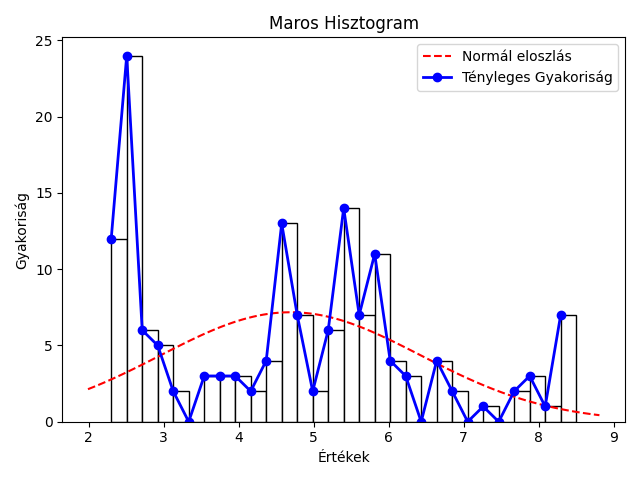 Maros Hisztogram
Normál eloszlás
Tényleges Gyakoriság
Gyakoriság
25
20
15
10
5
0
2 3 4 5 6 7 8 9
Értékek